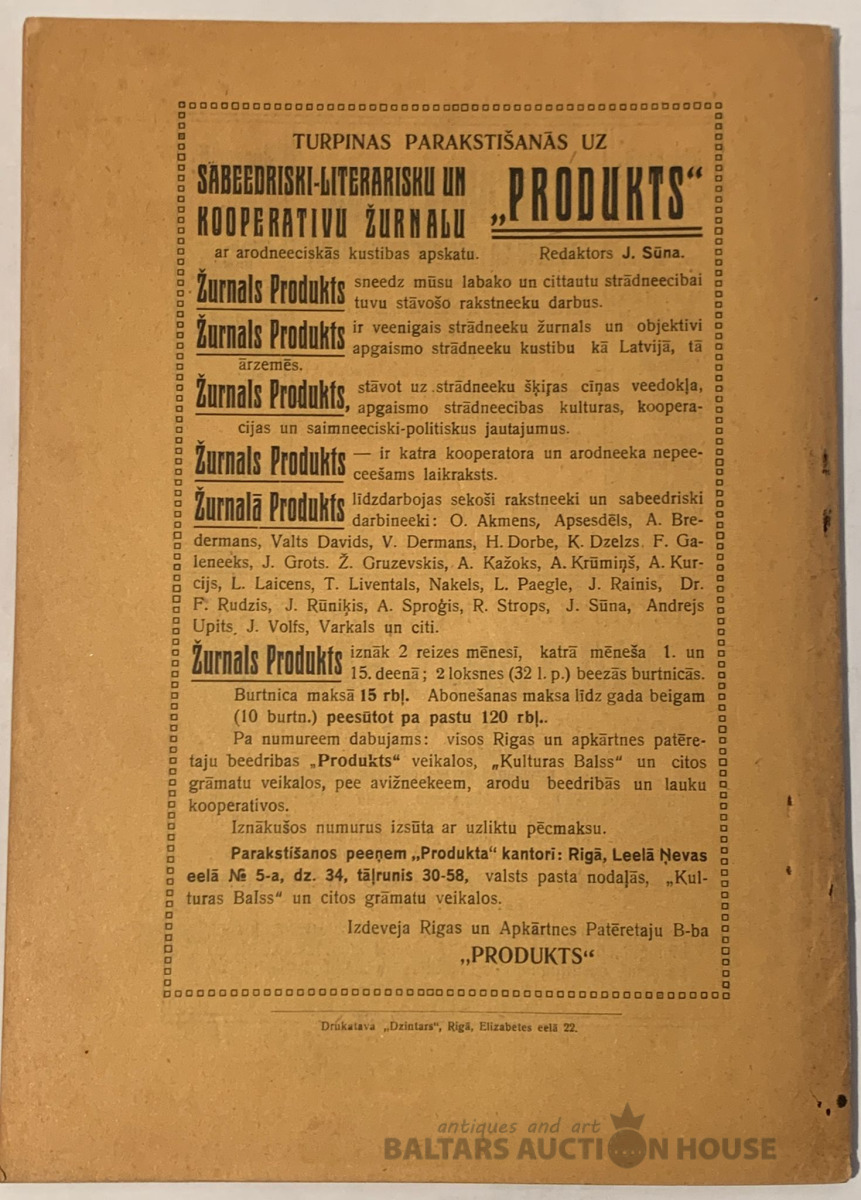 TURPINAS PARAKSTIŠANĀS UZ
SABEEDRISKI-LITERARISKU UN
KOOPERATIVU ŽURNALU
„PRODUKTS“
ar arodneeciskās kustibas apskatu. Redaktors J. Sūna.
Žurnals Produkts sneedz mūsu labako un cittautu strādneecibai
tuvu stāvošo rakstneeku darbus.
Žurnals Produkts ir veenigais strādneeku žurnals un objektivi
apgaismo strādneeku kustibu kā Latvijā, tā
ārzemēs.
Žurnals Produkts, stāvot uz strādneeku šķiŗas cīņas veedokļa,
apgaismo strādneecibas kulturas, koopera-
cijas un saimneeciski-politiskus jautajumus.
Žurnals Produkts — ir katra kooperatora un arodneeka nepee-
ceešams laikraksts.
Žurnalā Produkts līdzdarbojas sekoši rakstneeki un sabeedriski
darbineeki: O. Akmens, Apsesdēls, A. Bre-
dermans, Valts Davids, V. Dermans, H. Dorbe, K. Dzelzs. F. Ga-
leneeks, J. Grots. Ž. Gruzevskis, A. Kažoks, A. Krūmiņš, A. Kur-
cijs, L. Laicens, T. Liventals, Nakels, L. Paegle, J. Rainis, Dr.
F. Rudzis, J. Rūniķis, A. Sproģis, R. Strops, J. Sūna, Andrejs
Upits, J. Volfs, Varkals un citi.
Žurnals Produkts iznāk 2 reizes mēnesī, katrā mēneša 1. un
15. deenā; 2 loksnes (32 l. p.) beezās burtnicās.
Burtnica maksā 15 rbļ. Abonešanas maksa līdz gada beigam
(10 burtn.) peesūtot pa pastu 120 rbļ..
Pa numureem dabujams: visos Rigas un apkārtnes patēre-
taju beedribas „Produkts“ veikalos, „Kulturas Balss“ un citos
grāmatu veikalos, pee avižneekeem, arodu beedribās un lauku
kooperativos.
Iznākušos numurus izsūta ar uzliktu pēcmaksu.
Parakstišanos peeņem „Produkta“ kantori: Rigā, Leelā Ņevas
eelā № 5-a, dz. 34, tāļrunis 30-58, valsts pasta nodaļās, „Kul-
turas Balss“ un citos grāmatu veikalos.
Izdeveja Rigas un Apkārtnes Patēretaju B-ba
„PRODUKTS“
Drukatava „Dzintars“, Rigā, Elizabetes eelā 22.
antiques and art
BALTARS AUCTION HOUSE